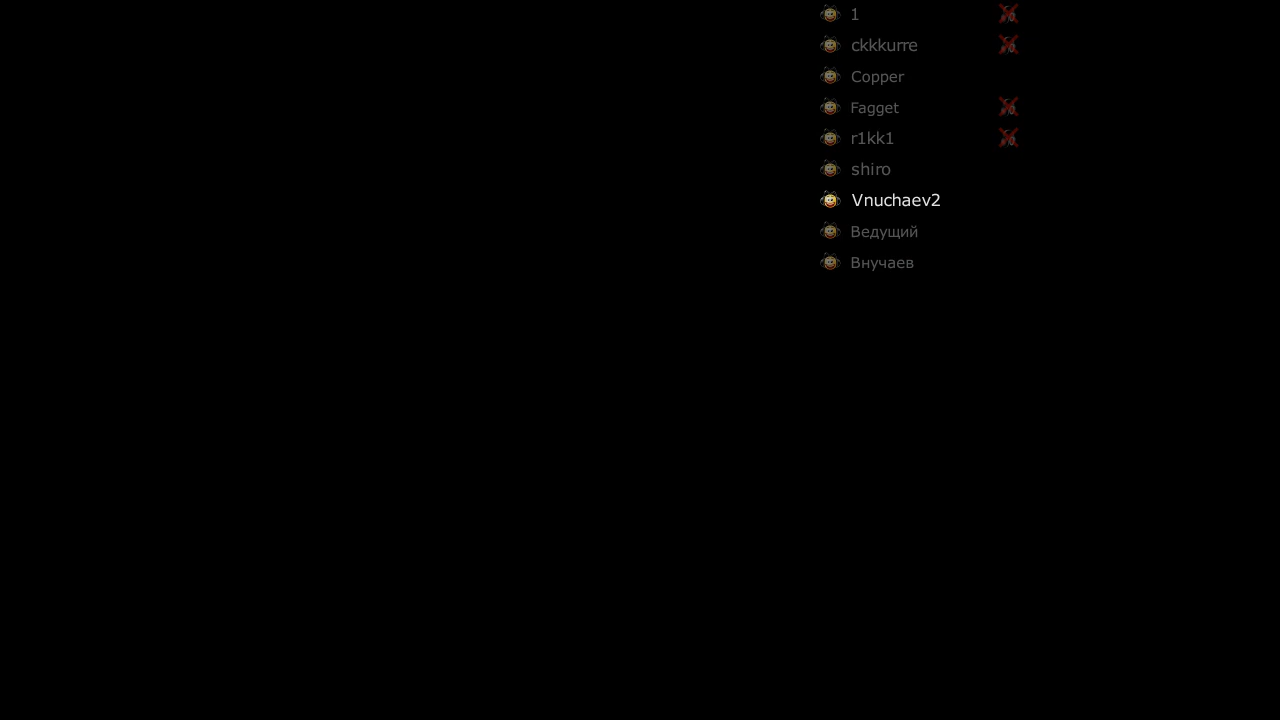 1
ckkkurre
Copper
Fagget
r1kk1
shiro
Vnuchaev2
Ведущий
Внучаев